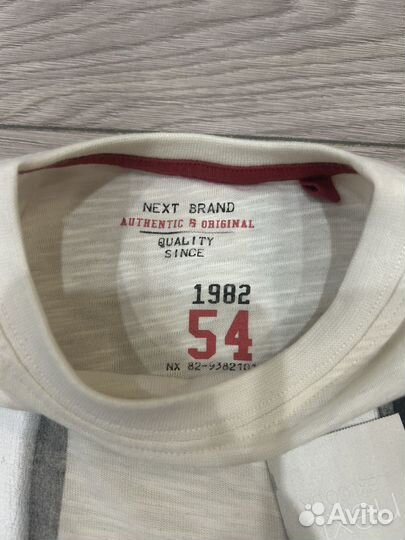 NEXT BRAND
AUTHENTIC & ORIGINAL
QUALITY
SINCE
1982
54
Avito